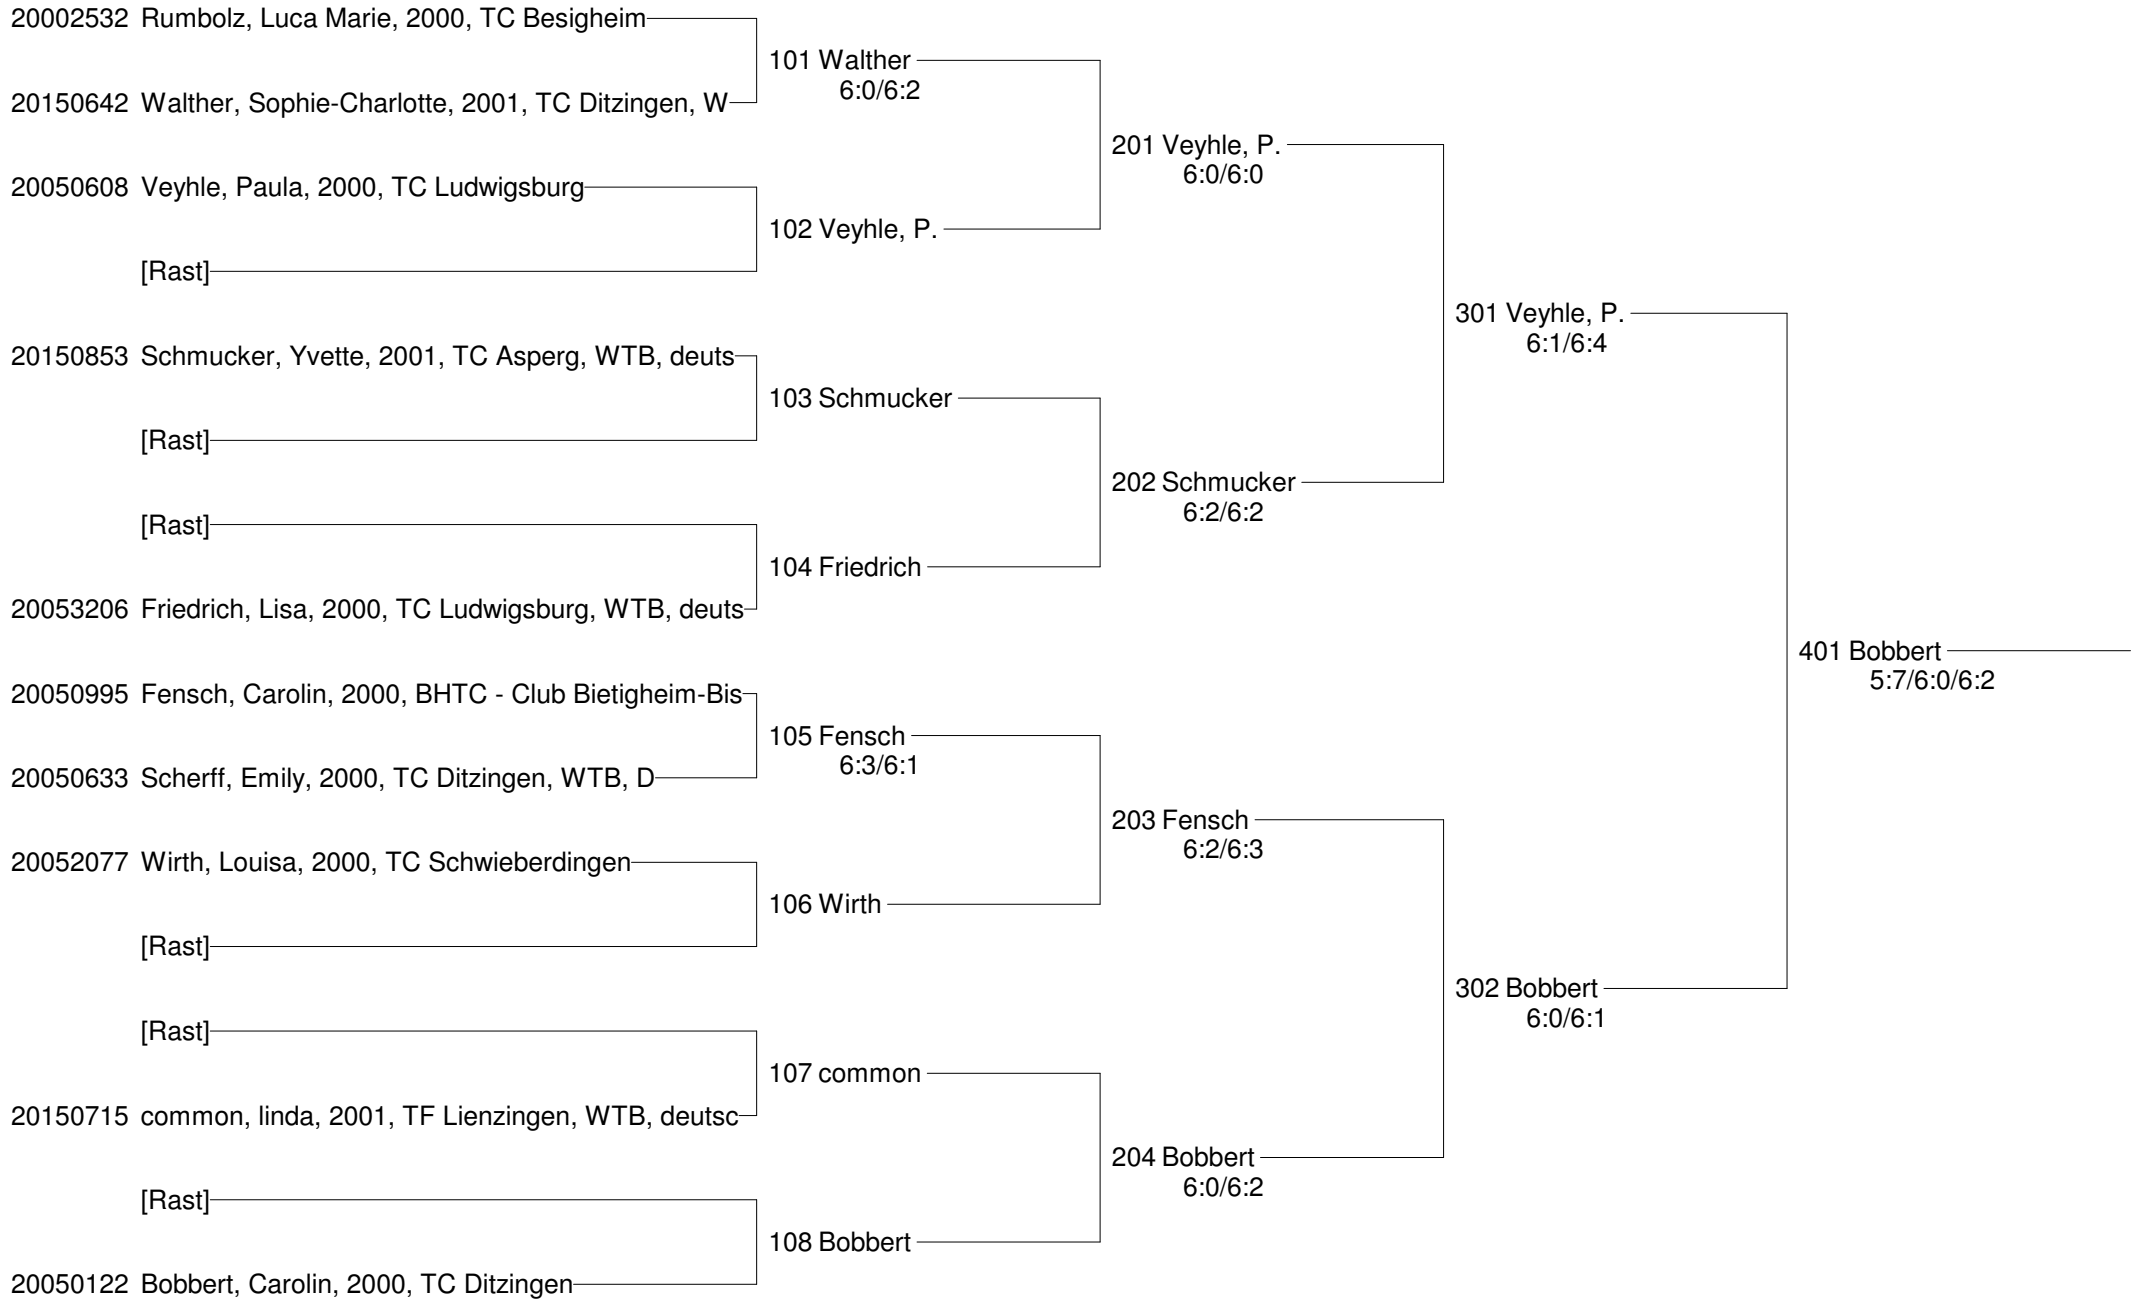 20002532 Rumbolz, Luca Marie, 2000, TC Besigheim
101 Walther
6:0/6:2
20150642 Walther, Sophie-Charlotte, 2001, TC Ditzingen, W
201 Veyhle, P.
6:0/6:0
20050608 Veyhle, Paula, 2000, TC Ludwigsburg
102 Veyhle, P.
[Rast]
301 Veyhle, P.
6:1/6:4
20150853 Schmucker, Yvette, 2001, TC Asperg, WTB, deuts
103 Schmucker
[Rast]
202 Schmucker
6:2/6:2
[Rast]
104 Friedrich
20053206 Friedrich, Lisa, 2000, TC Ludwigsburg, WTB, deuts
401 Bobbert
5:7/6:0/6:2
20050995 Fensch, Carolin, 2000, BHTC - Club Bietigheim-Bis
105 Fensch
6:3/6:1
20050633 Scherff, Emily, 2000, TC Ditzingen, WTB, D
203 Fensch
6:2/6:3
20052077 Wirth, Louisa, 2000, TC Schwieberdingen
106 Wirth
[Rast]
302 Bobbert
6:0/6:1
[Rast]
107 common
20150715 common, linda, 2001, TF Lienzingen, WTB, deutsc
204 Bobbert
6:0/6:2
[Rast]
108 Bobbert
20050122 Bobbert, Carolin, 2000, TC Ditzingen